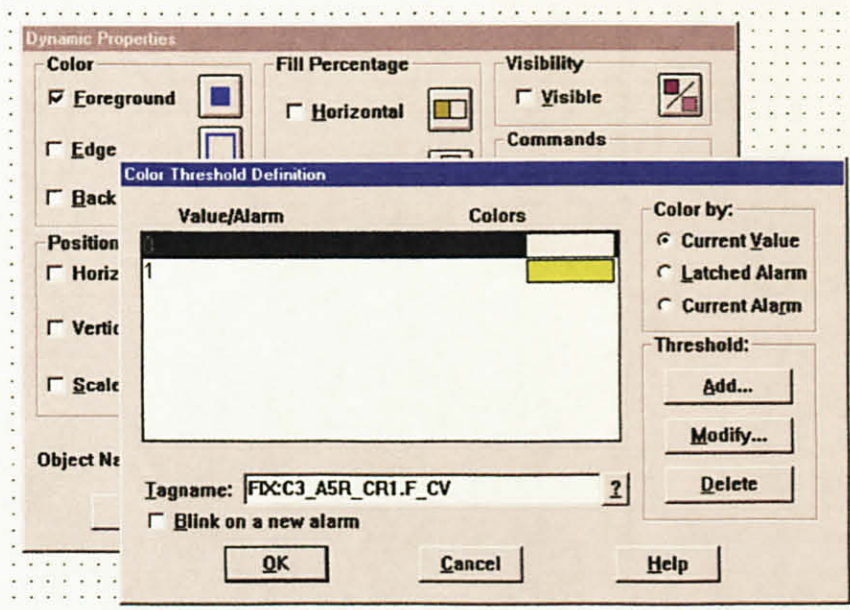 Dynamic Properties
Color
Foreground
Edge
Back
Fill Percentage
Horizontal
Visibility
Visible
Commands
Position
Horiz
Vertic
Scale
Object Na
Color Threshold Definition
Value/Alarm Colors
0
1
Color by:
Current Value
Latched Alarm
Current Alarm
Threshold:
Add...
Modify...
Delete
Tagname: FIX:C3_A5R_CR1.F_CV ?
Blink on a new alarm
OK Cancel Help